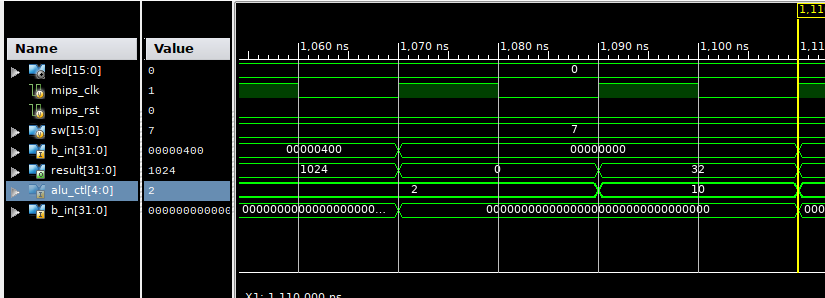 1,11
1,060 ns 1,070 ns 1,080 ns 1,090 ns 1,100 ns 1,11
Name Value
led[15:0] 0 0
mips_clk 1
mips_rst 0
sw[15:0] 7 7
b_in[31:0] 00000400 00000400 00000000
result[31:0] 1024 1024 0 32
alu_ctl[4:0] 2 2 10
b_in[31:0] 000000000000 0000000000000000000... 00000000000000000000000000000000 000
X1: 1,110.000 ns